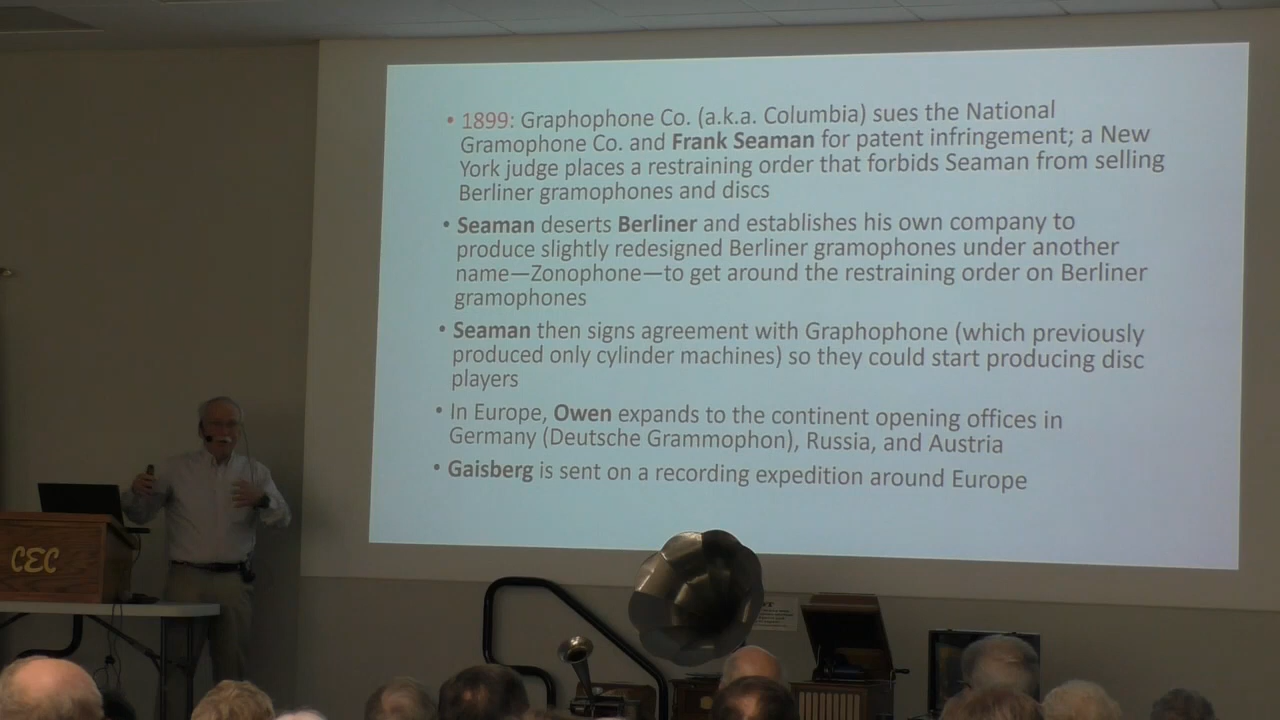 • 1899: Graphophone Co. (a.k.a. Columbia) sues the National
Gramophone Co. and Frank Seaman for patent infringement; a New
York judge places a restraining order that forbids Seaman from selling
Berliner gramophones and discs
• Seaman deserts Berliner and establishes his own company to
produce slightly redesigned Berliner gramophones under another
name—Zonophone—to get around the restraining order on Berliner
gramophones
• Seaman then signs agreement with Graphophone (which previously
produced only cylinder machines) so they could start producing disc
players
• In Europe, Owen expands to the continent opening offices in
Germany (Deutsche Grammophon), Russia, and Austria
• Gaisberg is sent on a recording expedition around Europe
CEC